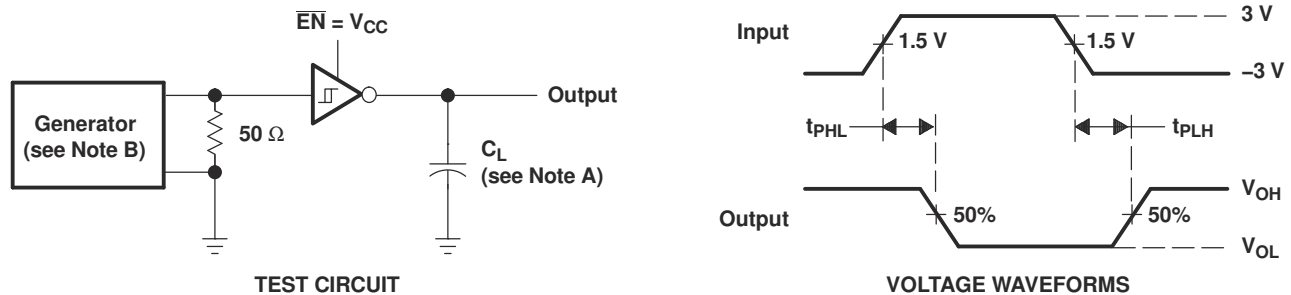 EN = VCC
Generator
(see Note B)
50 Ω
Output
CL
(see Note A)
TEST CIRCUIT
Input
1.5 V
1.5 V
3 V
−3 V
tPHL
tPLH
Output
50%
50%
VOH
VOL
VOLTAGE WAVEFORMS